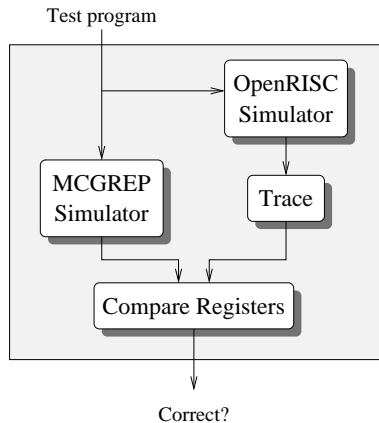 Test program
OpenRISC
Simulator
MCGREP
Simulator
Trace
Compare Registers
Correct?